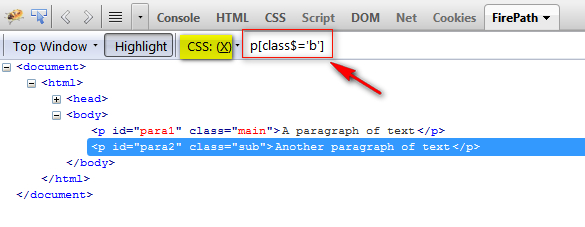 Console HTML CSS Script DOM Net Cookies FirePath
Top Window Highlight CSS: (X) p[class$='b']
<document>
<html>
<head>
<body>
<p id="para1" class="main">A paragraph of text</p>
<p id="para2" class="sub">Another paragraph of text</p>
</body>
</html>
</document>